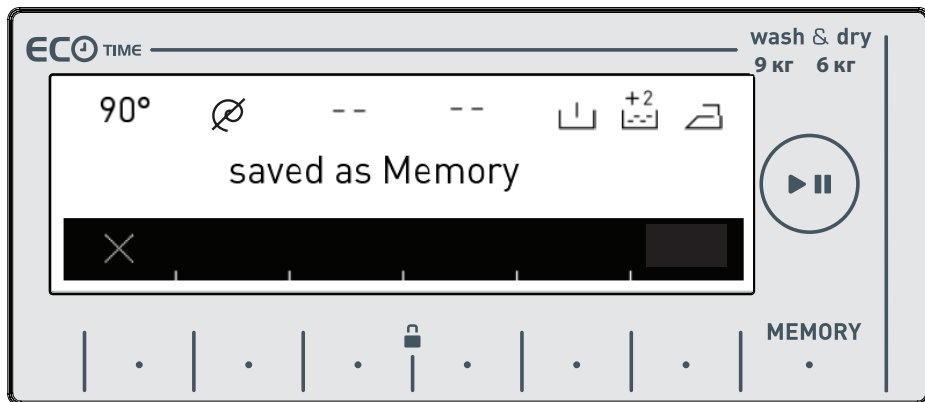 ECO TIME
wash & dry
9 кг 6 кг
90° -- --
+2
saved as Memory
MEMORY